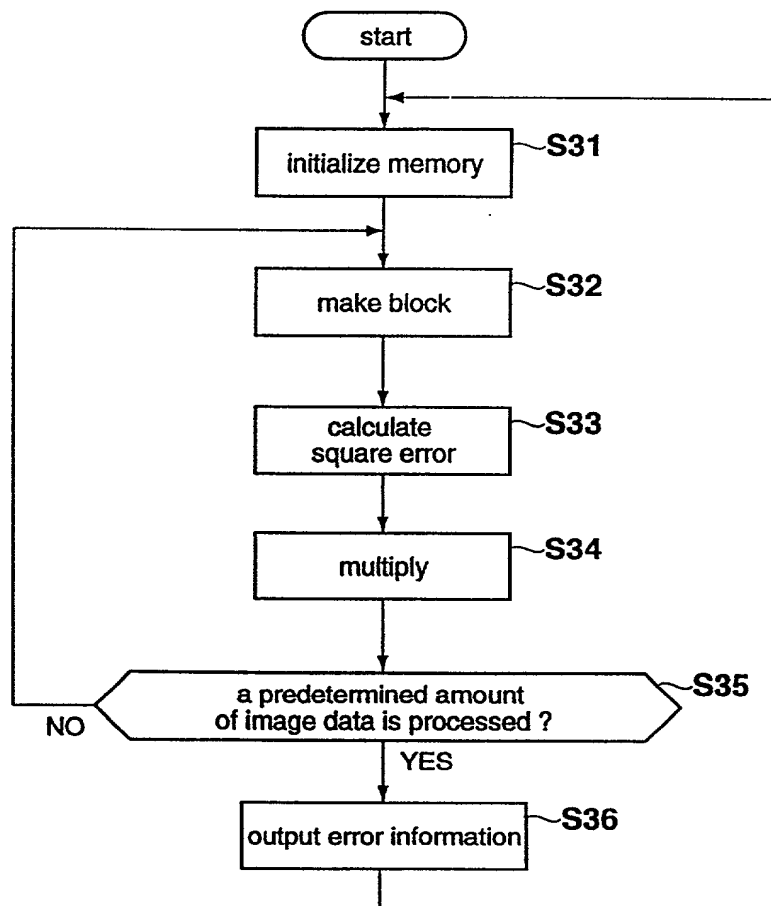 start
initialize memory
S31
make block
S32
calculate
square error
S33
multiply
S34
a predetermined amount
of image data is processed ?
S35
NO
YES
output error information
S36